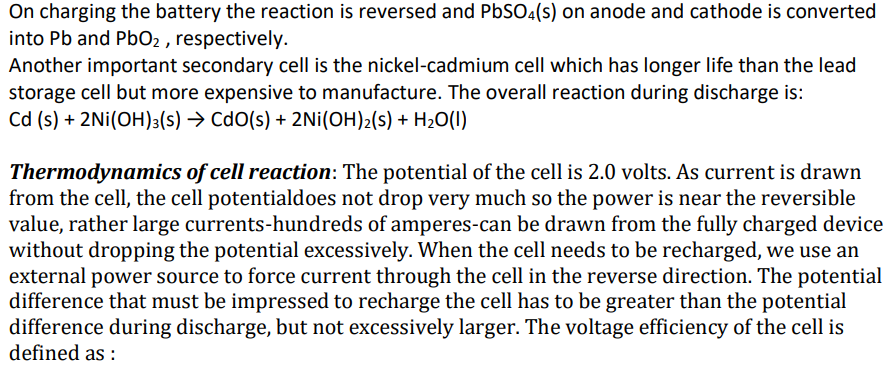 On charging the battery the reaction is reversed and PbSO₄(s) on anode and cathode is converted
into Pb and PbO₂ , respectively.
Another important secondary cell is the nickel-cadmium cell which has longer life than the lead
storage cell but more expensive to manufacture. The overall reaction during discharge is:
Cd (s) + 2Ni(OH)₃(s) → CdO(s) + 2Ni(OH)₂(s) + H₂O(l)
Thermodynamics of cell reaction: The potential of the cell is 2.0 volts. As current is drawn
from the cell, the cell potentialdoes not drop very much so the power is near the reversible
value, rather large currents-hundreds of amperes-can be drawn from the fully charged device
without dropping the potential excessively. When the cell needs to be recharged, we use an
external power source to force current through the cell in the reverse direction. The potential
difference that must be impressed to recharge the cell has to be greater than the potential
difference during discharge, but not excessively larger. The voltage efficiency of the cell is
defined as :